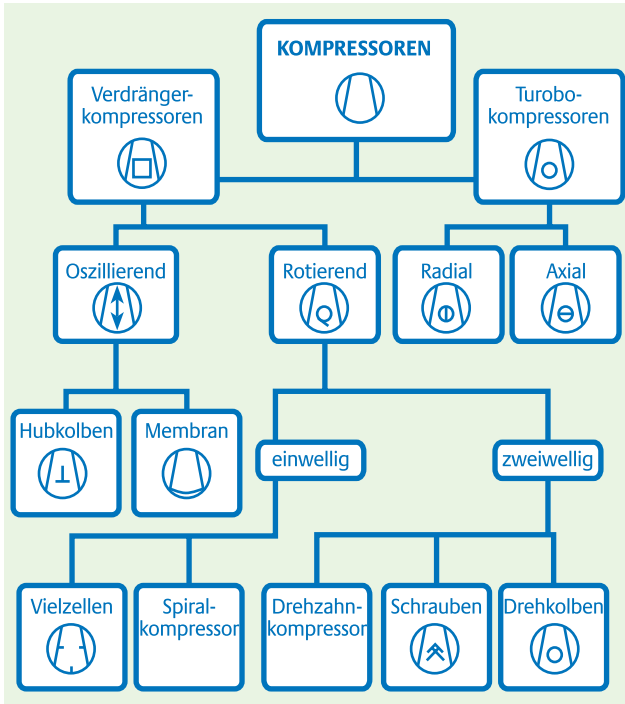 KOMPRESSOREN
Verdränger-
kompressoren
Turobo-
kompressoren
Oszillierend
Rotierend
Radial
Axial
Hubkolben
Membran
einwellig
zweiwellig
Vielzellen
Spiral-
kompressor
Drehzahn-
kompressor
Schrauben
Drehkolben